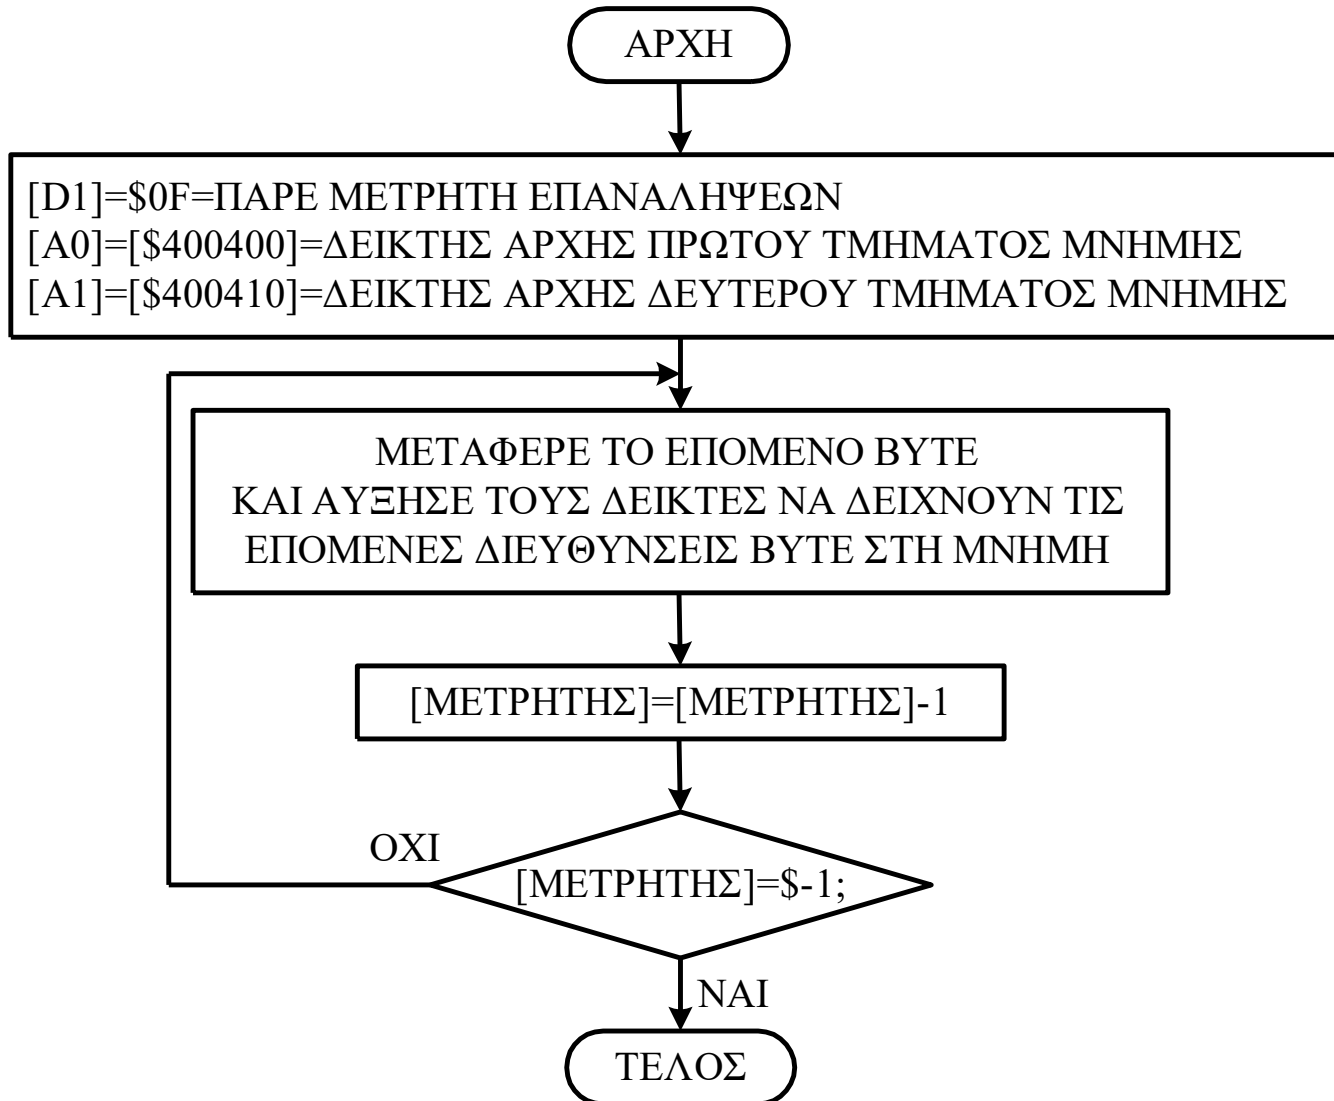 ΑΡΧΗ
[D1]=$0F=ΠΑΡΕ ΜΕΤΡΗΤΗ ΕΠΑΝΑΛΗΨΕΩΝ
[A0]=[$400400]=ΔΕΙΚΤΗΣ ΑΡΧΗΣ ΠΡΩΤΟΥ ΤΜΗΜΑΤΟΣ ΜΝΗΜΗΣ
[A1]=[$400410]=ΔΕΙΚΤΗΣ ΑΡΧΗΣ ΔΕΥΤΕΡΟΥ ΤΜΗΜΑΤΟΣ ΜΝΗΜΗΣ
ΜΕΤΑΦΕΡΕ ΤΟ ΕΠΟΜΕΝΟ BYTE
ΚΑΙ ΑΥΞΗΣΕ ΤΟΥΣ ΔΕΙΚΤΕΣ ΝΑ ΔΕΙΧΝΟΥΝ ΤΙΣ
ΕΠΟΜΕΝΕΣ ΔΙΕΥΘΥΝΣΕΙΣ BYTE ΣΤΗ ΜΝΗΜΗ
[ΜΕΤΡΗΤΗΣ]=[ΜΕΤΡΗΤΗΣ]-1
ΟΧΙ
[ΜΕΤΡΗΤΗΣ]=$-1;
ΝΑΙ
ΤΕΛΟΣ